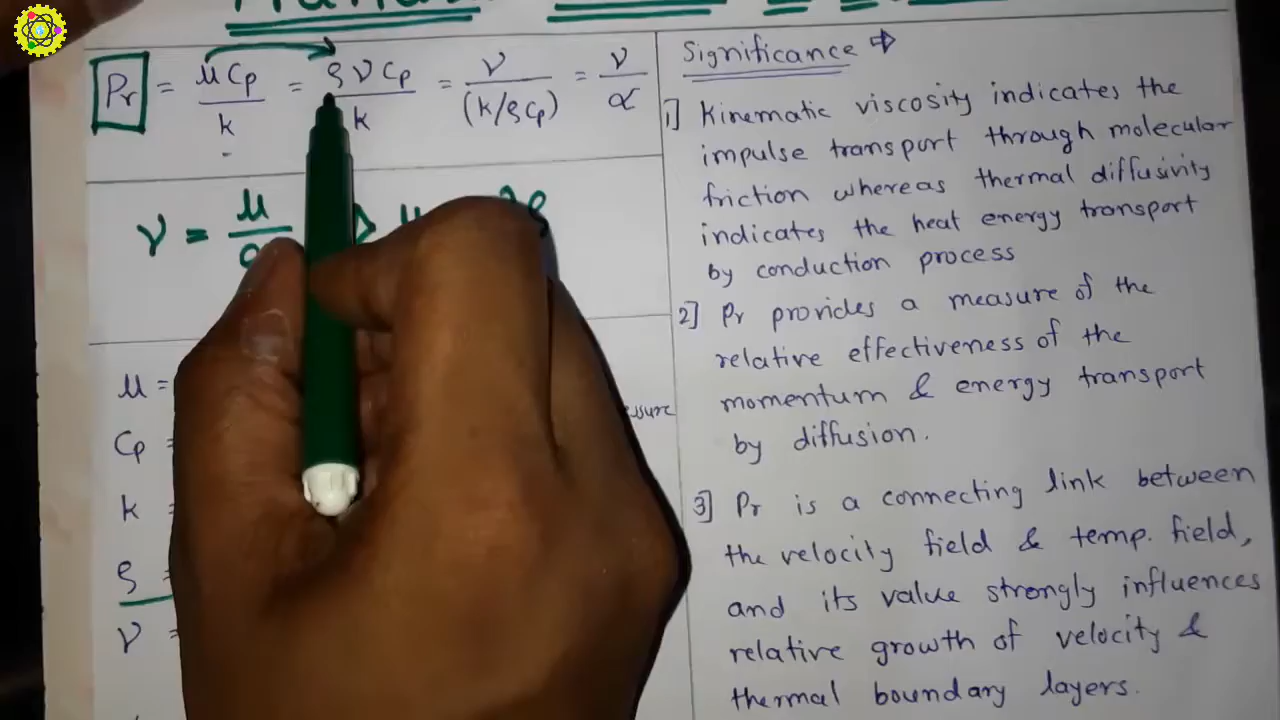 Pr = μCp/k = ρνCp/k = ν/(k/ρCp) = ν/α
ν = μ
μ =
Cp =
k =
ρ =
ν =
Significance ⇒
1] Kinematic viscosity indicates the
impulse transport through molecular
friction whereas thermal diffusivity
indicates the heat energy transport
by conduction process
2] Pr provides a measure of the
relative effectiveness of the
momentum & energy transport
by diffusion.
3] Pr is a connecting link between
the velocity field & temp. field,
and its value strongly influences
relative growth of velocity &
thermal boundary layers.